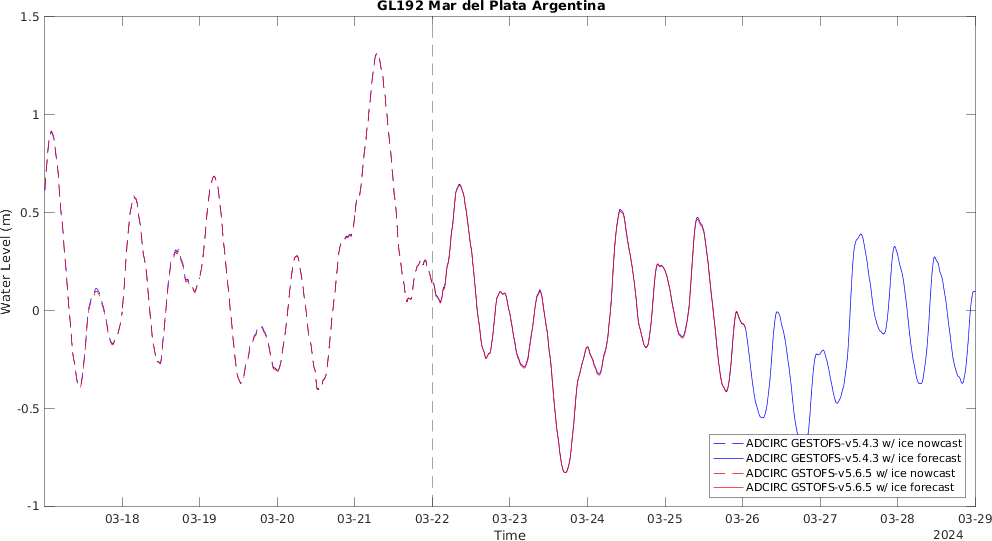 GL192 Mar del Plata Argentina
Water Level (m)
1.5
1
0.5
0
-0.5
-1
ADCIRC GESTOFS-v5.4.3 w/ ice nowcast
ADCIRC GESTOFS-v5.4.3 w/ ice forecast
ADCIRC GSTOFS-v5.6.5 w/ ice nowcast
ADCIRC GSTOFS-v5.6.5 w/ ice forecast
03-18 03-19 03-20 03-21 03-22 03-23 03-24 03-25 03-26 03-27 03-28 03-29
Time
2024